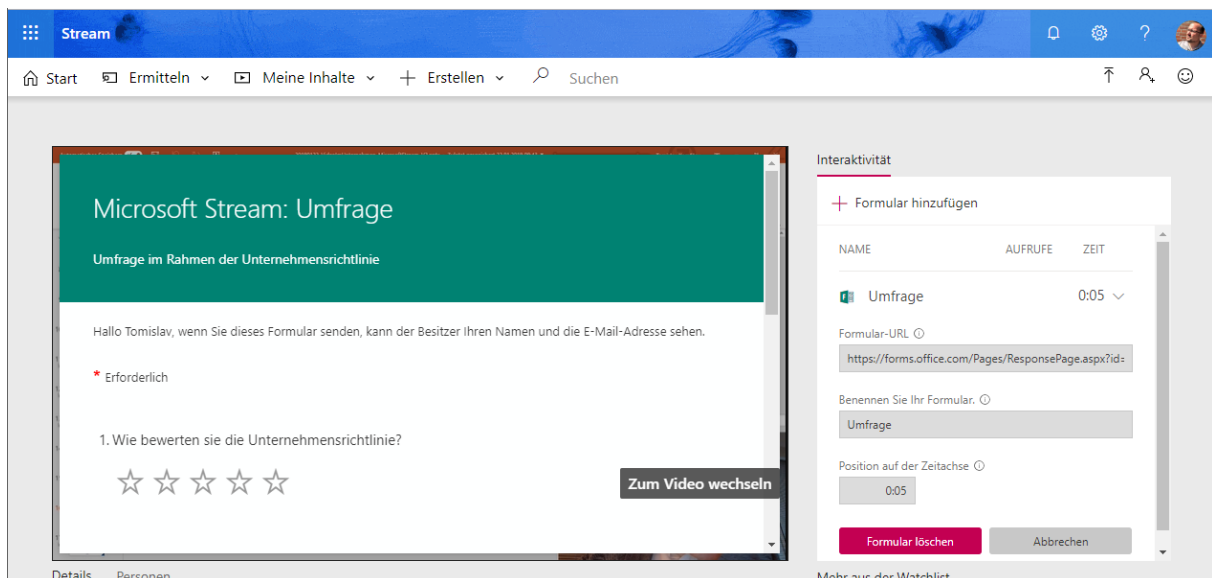 Stream
Start Ermitteln Meine Inhalte Erstellen Suchen
Microsoft Stream: Umfrage
Umfrage im Rahmen der Unternehmensrichtlinie
Hallo Tomislav, wenn Sie dieses Formular senden, kann der Besitzer Ihren Namen und die E-Mail-Adresse sehen.
* Erforderlich
1. Wie bewerten sie die Unternehmensrichtlinie?
Zum Video wechseln
Details Personen
Interaktivität
Formular hinzufügen
NAME AUFRUFE ZEIT
Umfrage 0:05
Formular-URL
https://forms.office.com/Pages/ResponsePage.aspx?id=
Benennen Sie Ihr Formular.
Umfrage
Position auf der Zeitachse
0:05
Formular löschen Abbrechen
Mehr aus der Watchlist